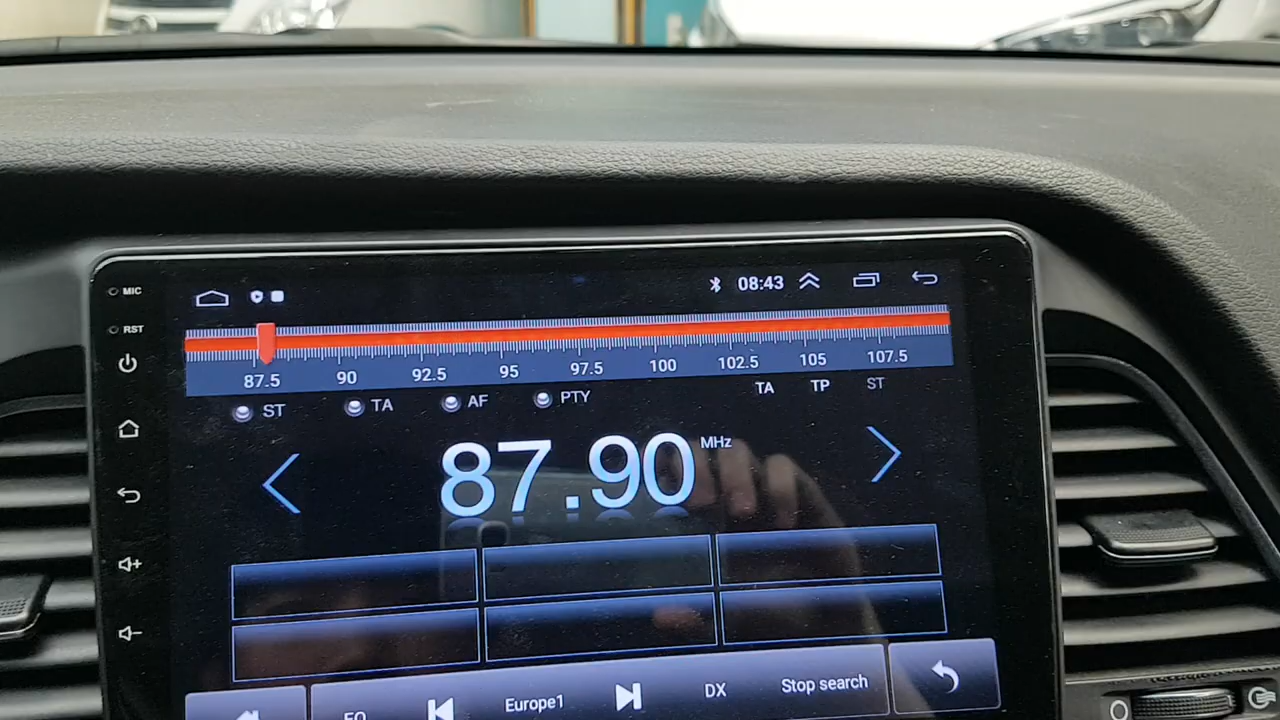 MIC
08:43
RST
87.5 90 92.5 95 97.5 100 102.5 105 107.5
ST TA AF PTY TA TP ST
87.90 MHz
EQ Europe1 DX Stop search